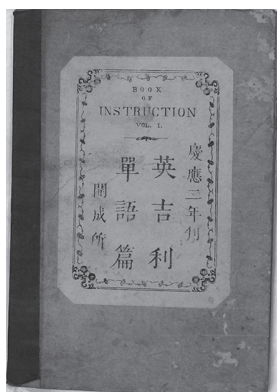 BOOK
OF
INSTRUCTION
VOL. I.
慶應三年刊
英吉利
單語篇
開成所